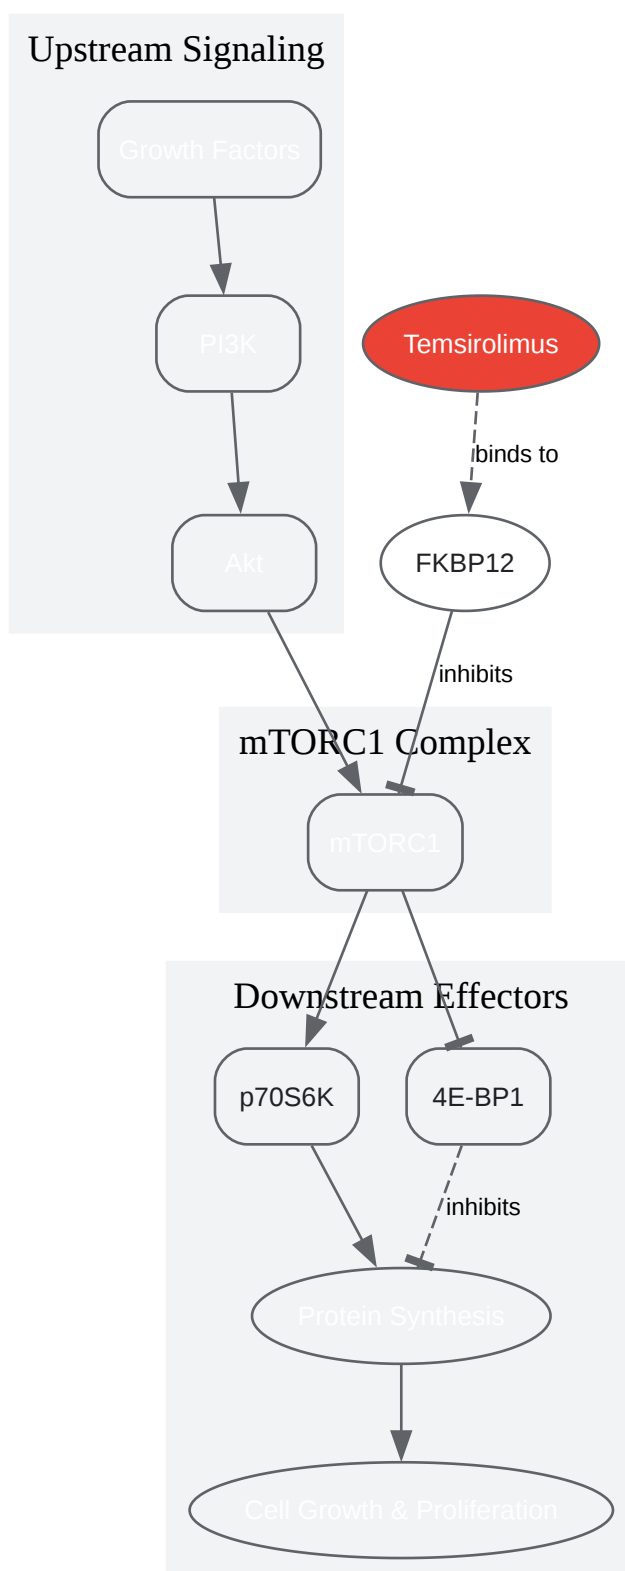 Upstream Signaling
Growth Factors
PI3K
Temsirolimus
binds to
Akt
FKBP12
inhibits
mTORC1 Complex
mTORC1
Downstream Effectors
p70S6K
4E-BP1
inhibits
Protein Synthesis
Cell Growth & Proliferation